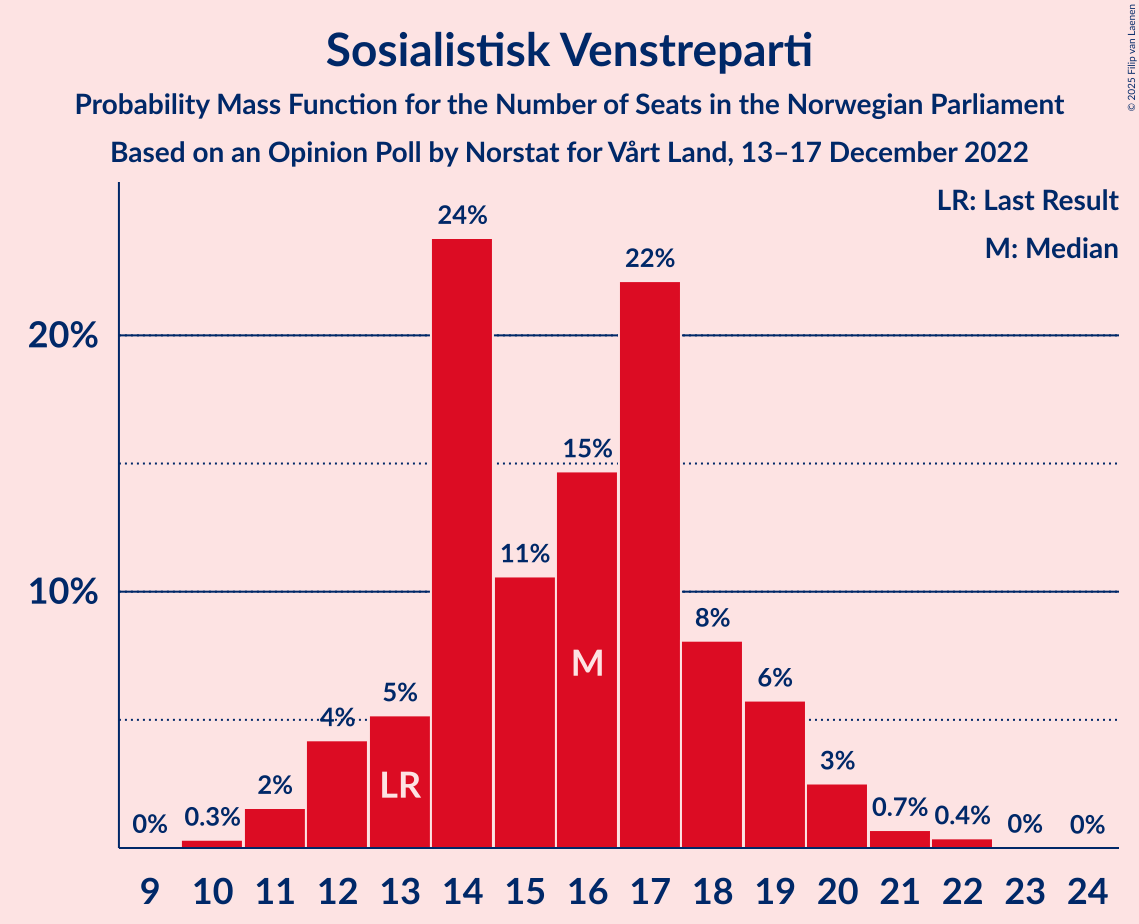 Sosialistisk Venstreparti
Probability Mass Function for the Number of Seats in the Norwegian Parliament
Based on an Opinion Poll by Norstat for Vårt Land, 13–17 December 2022
© 2025 Filip van Laenen
LR: Last Result
M: Median
20%
10%
0%
0.3%
2%
4%
5%
24%
11%
15%
22%
8%
6%
3%
0.7%
0.4%
0%
0%
LR
M
9 10 11 12 13 14 15 16 17 18 19 20 21 22 23 24